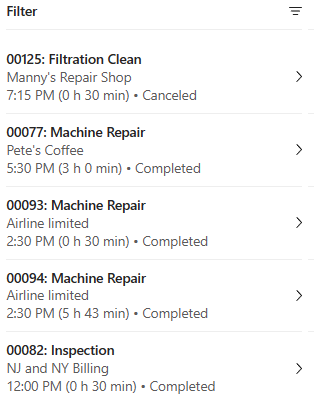 Filter
00125: Filtration Clean
Manny's Repair Shop
7:15 PM (0 h 30 min) • Canceled
00077: Machine Repair
Pete's Coffee
5:30 PM (3 h 0 min) • Completed
00093: Machine Repair
Airline limited
2:30 PM (0 h 30 min) • Completed
00094: Machine Repair
Airline limited
2:30 PM (5 h 43 min) • Completed
00082: Inspection
NJ and NY Billing
12:00 PM (0 h 30 min) • Completed